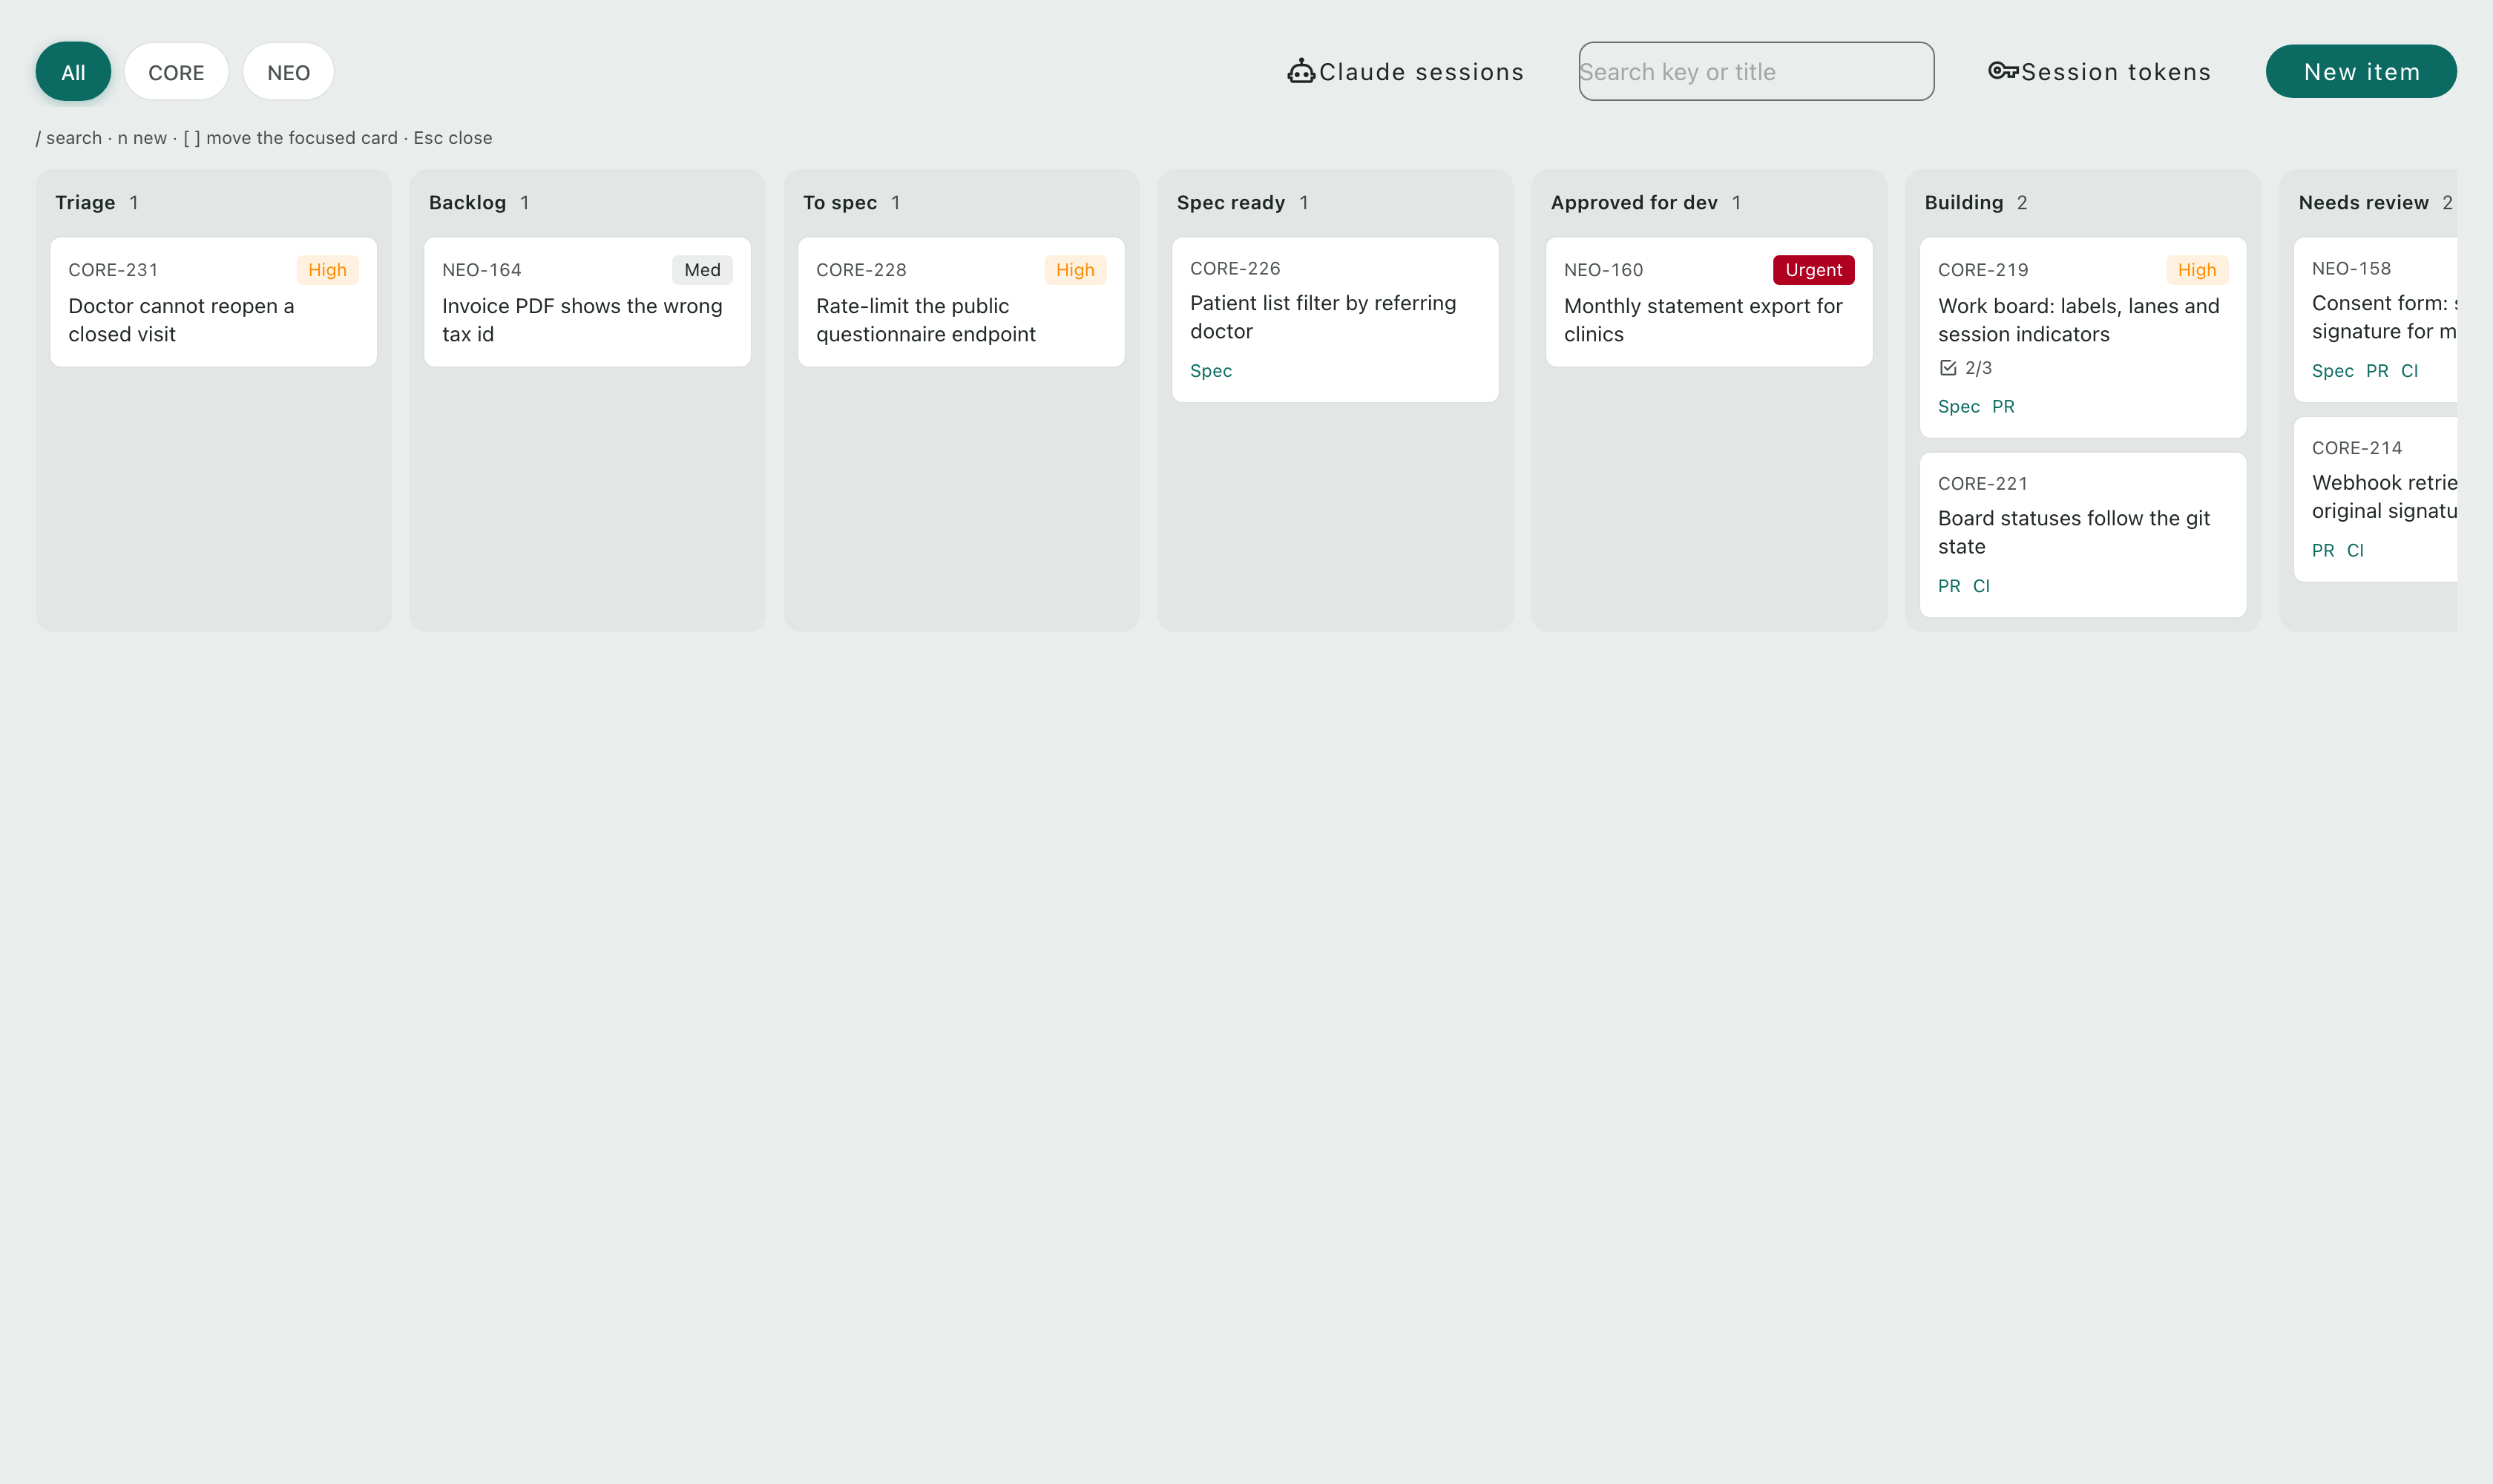 All CORE NEO Claude sessions Search key or title Session tokens New item
/ search · n new · [ ] move the focused card · Esc close
Triage 1
CORE-231 High
Doctor cannot reopen a
closed visit
Backlog 1
NEO-164 Med
Invoice PDF shows the wrong
tax id
To spec 1
CORE-228 High
Rate-limit the public
questionnaire endpoint
Spec ready 1
CORE-226
Patient list filter by referring
doctor
Spec
Approved for dev 1
NEO-160 Urgent
Monthly statement export for
clinics
Building 2
CORE-219 High
Work board: labels, lanes and
session indicators
2/3
Spec PR
CORE-221
Board statuses follow the git
state
PR CI
Needs review 2
NEO-158
Consent form:
signature for
Spec PR CI
CORE-214
Webhook retrie
original signatu
PR CI